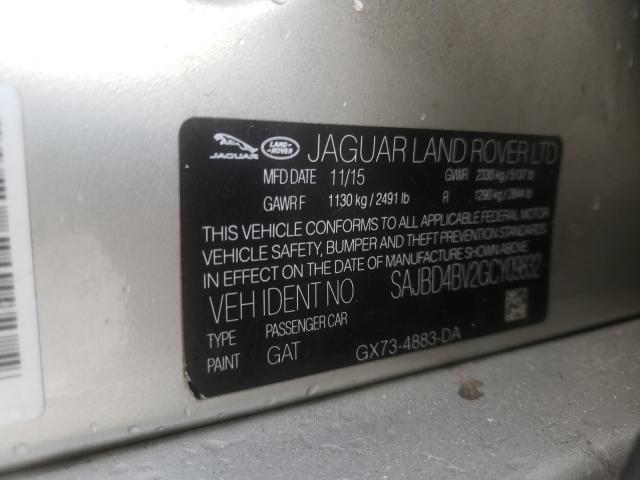 JAGUAR
LAND-
ROVER
JAGUAR LAND ROVER LTD
MFD DATE 11/15 GVWR 2330 kg / 5137 lb
GAWR F 1130 kg / 2491 lb R 1290 kg / 2844 lb
THIS VEHICLE CONFORMS TO ALL APPLICABLE FEDERAL MOTOR
VEHICLE SAFETY, BUMPER AND THEFT PREVENTION STANDARDS
IN EFFECT ON THE DATE OF MANUFACTURE SHOWN ABOVE.
VEH IDENT NO. SAJBD4BV2GCY09832
TYPE PASSENGER CAR
PAINT GAT GX73-4883-DA